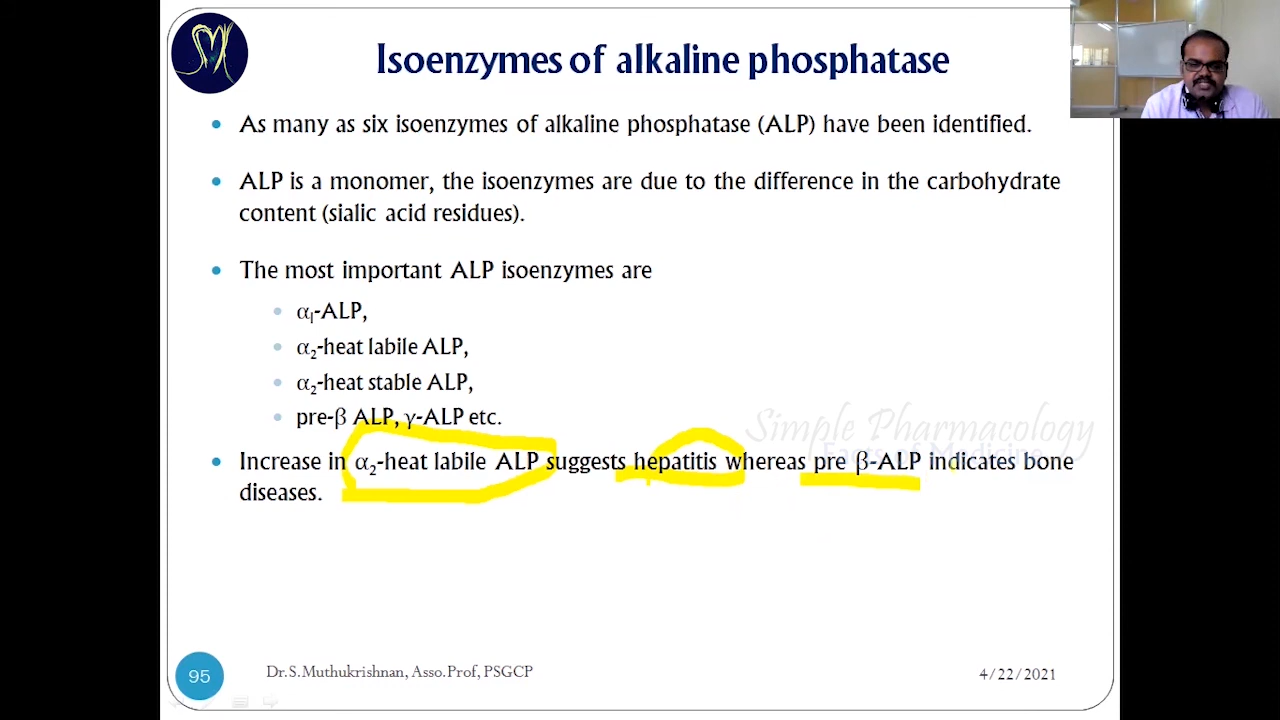 Isoenzymes of alkaline phosphatase
• As many as six isoenzymes of alkaline phosphatase (ALP) have been identified.
• ALP is a monomer, the isoenzymes are due to the difference in the carbohydrate
content (sialic acid residues).
• The most important ALP isoenzymes are
• α₁-ALP,
• α₂-heat labile ALP,
• α₂-heat stable ALP,
• pre-β ALP, γ-ALP etc.
Simple Pharmacology
Facts of Medicine
• Increase in α₂-heat labile ALP suggests hepatitis whereas pre β-ALP indicates bone
diseases.
95
Dr.S.Muthukrishnan, Asso.Prof, PSGCP
4/22/2021